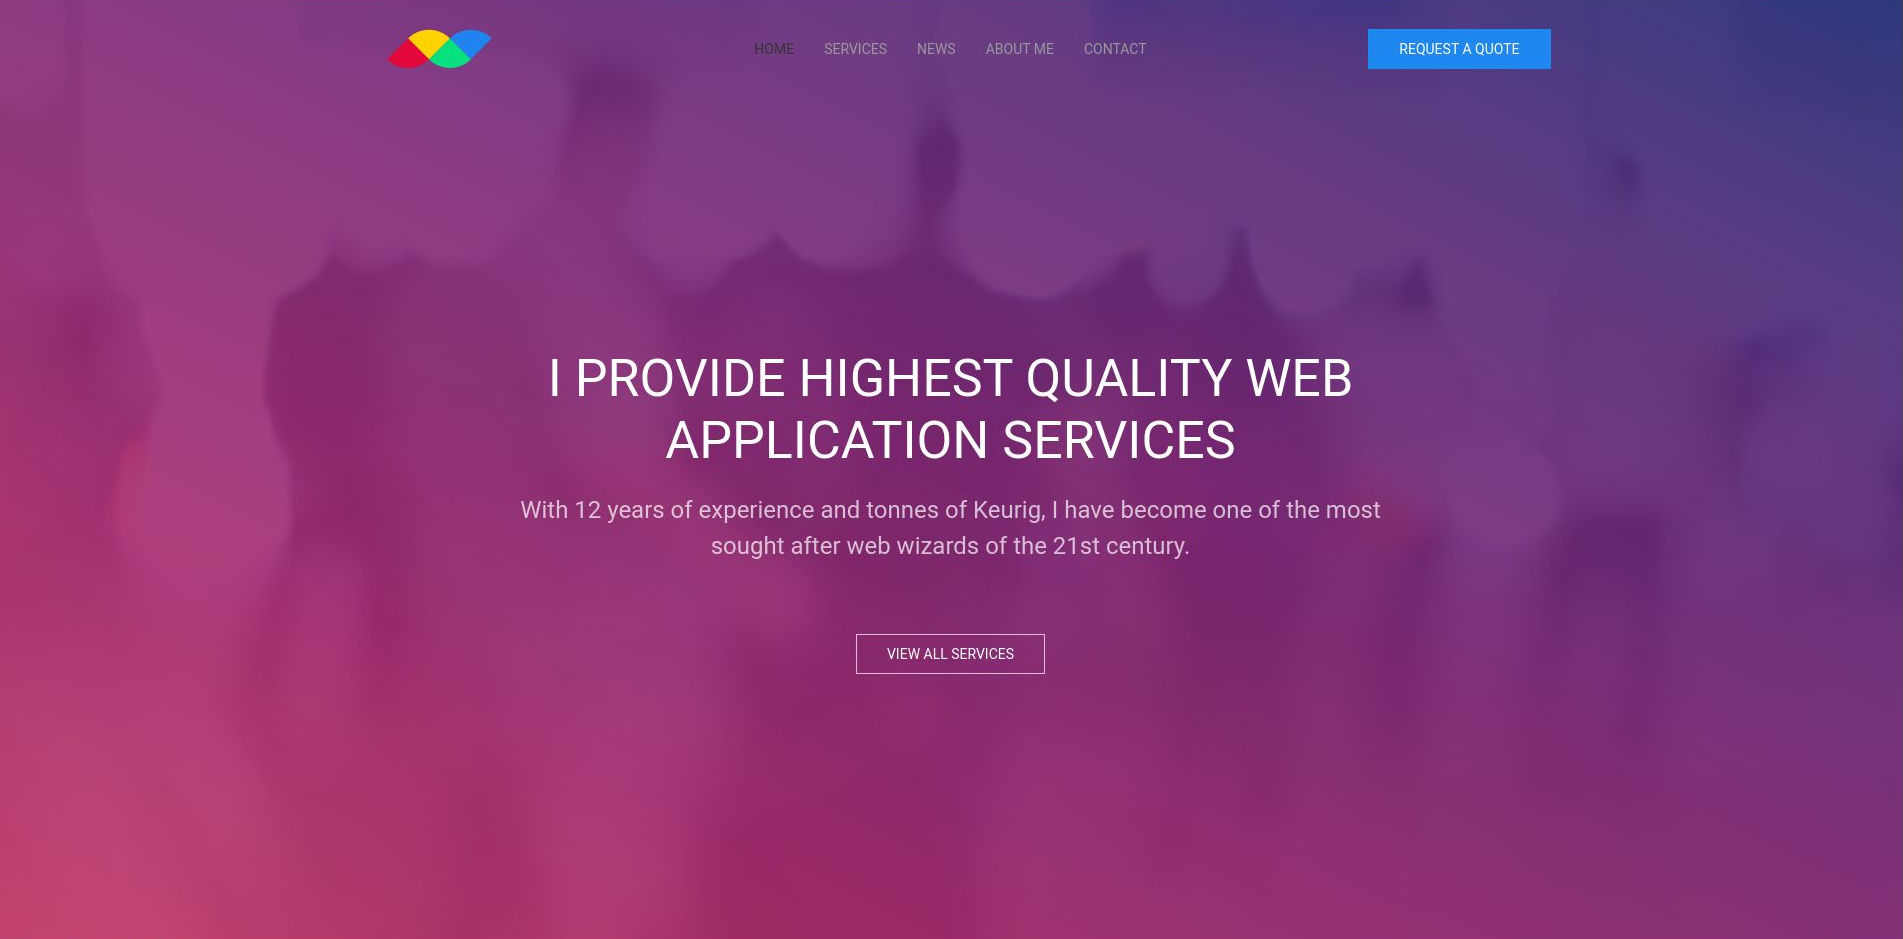 HOME SERVICES NEWS ABOUT ME CONTACT REQUEST A QUOTE
I PROVIDE HIGHEST QUALITY WEB
APPLICATION SERVICES
With 12 years of experience and tonnes of Keurig, I have become one of the most
sought after web wizards of the 21st century.
VIEW ALL SERVICES